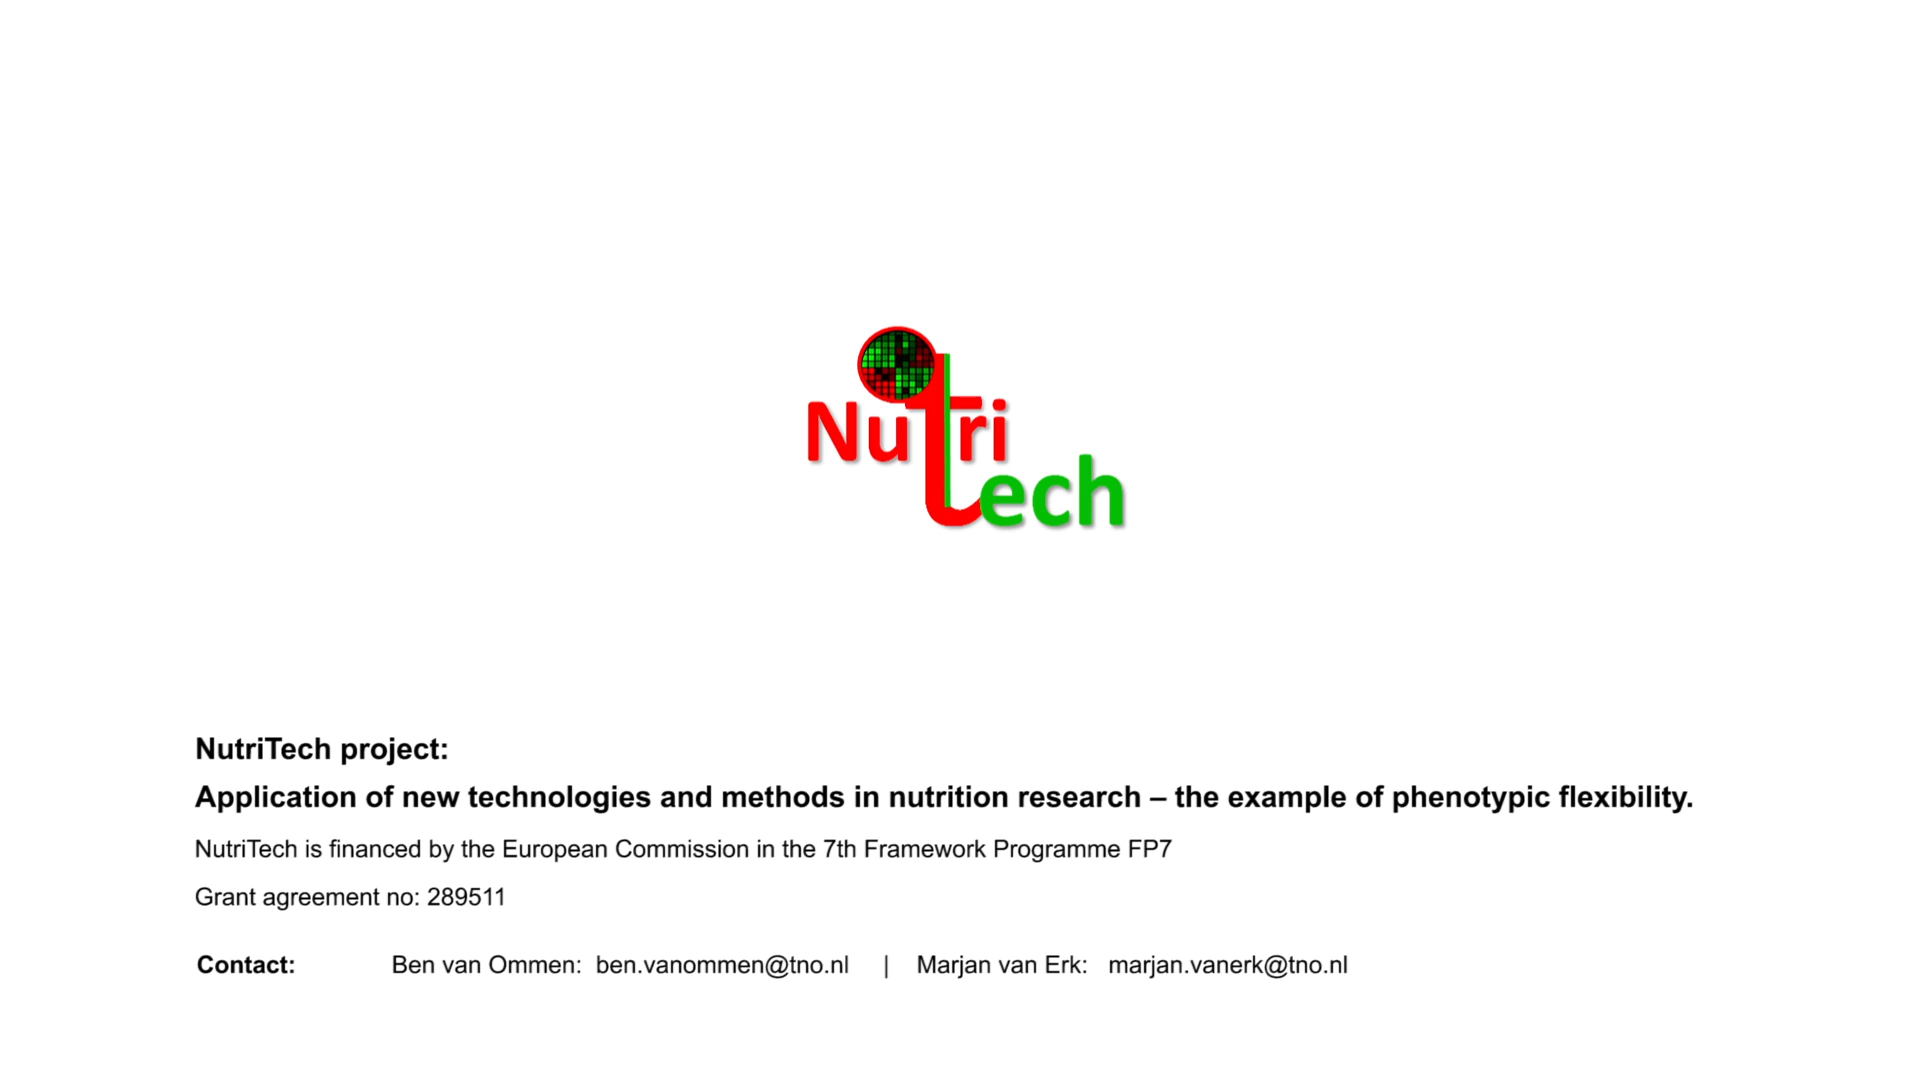 Nutri
Tech
NutriTech project:
Application of new technologies and methods in nutrition research – the example of phenotypic flexibility.
NutriTech is financed by the European Commission in the 7th Framework Programme FP7
Grant agreement no: 289511
Contact: Ben van Ommen: ben.vanommen@tno.nl | Marjan van Erk: marjan.vanerk@tno.nl